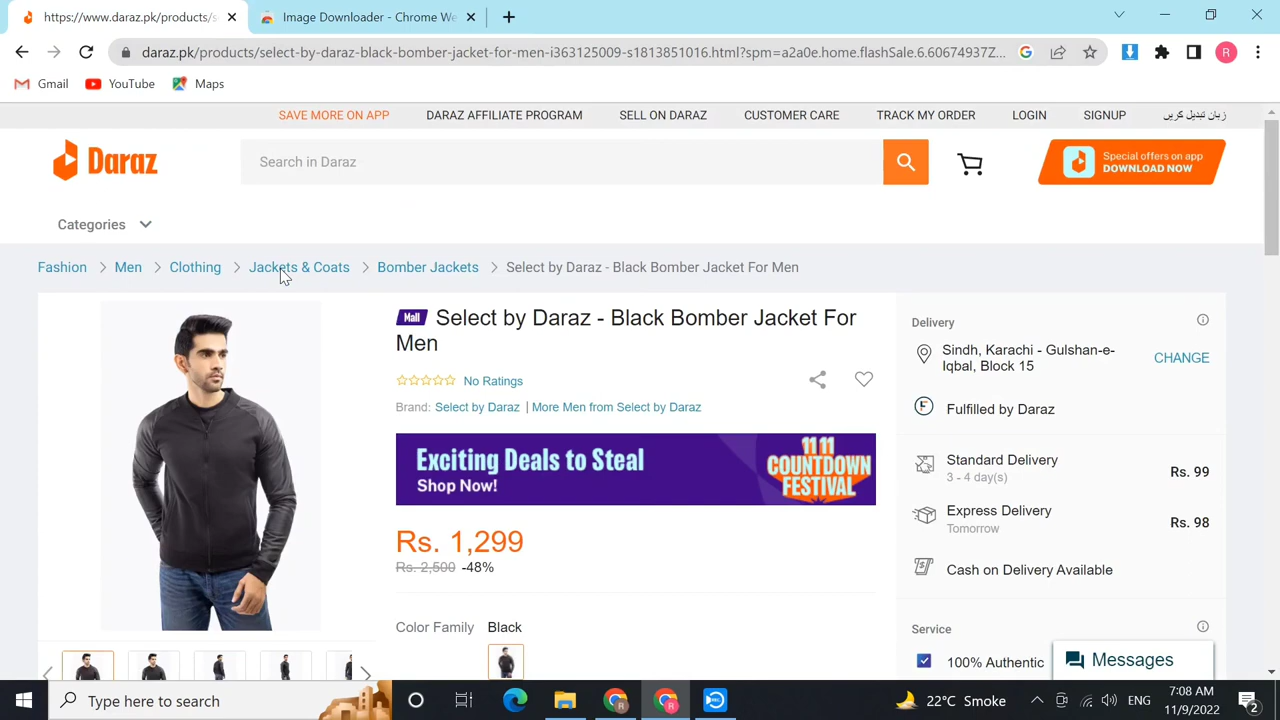 https://www.daraz.pk/products/s
Image Downloader - Chrome We
daraz.pk/products/select-by-daraz-black-bomber-jacket-for-men-i363125009-s1813851016.html?spm=a2a0e.home.flashSale.6.60674937Z...
R
Gmail YouTube Maps
SAVE MORE ON APP DARAZ AFFILIATE PROGRAM SELL ON DARAZ CUSTOMER CARE TRACK MY ORDER LOGIN SIGNUP زبان تبدیل کریں
Daraz
Search in Daraz
Special offers on app
DOWNLOAD NOW
Categories
Fashion > Men > Clothing > Jackets & Coats > Bomber Jackets > Select by Daraz - Black Bomber Jacket For Men
Mall Select by Daraz - Black Bomber Jacket For
Men
No Ratings
Brand: Select by Daraz | More Men from Select by Daraz
Exciting Deals to Steal
Shop Now!
11 11
COUNTDOWN
FESTIVAL
Rs. 1,299
Rs. 2,500 -48%
Color Family Black
Delivery
Sindh, Karachi - Gulshan-e-
Iqbal, Block 15
CHANGE
Fulfilled by Daraz
Standard Delivery
3 - 4 day(s)
Rs. 99
Express Delivery
Tomorrow
Rs. 98
Cash on Delivery Available
Service
100% Authentic
Messages
Type here to search
22°C Smoke
ENG
7:08 AM
11/9/2022
2